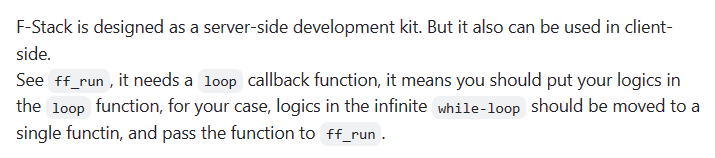 F-Stack is designed as a server-side development kit. But it also can be used in client-
side.
See ff_run , it needs a loop callback function, it means you should put your logics in
the loop function, for your case, logics in the infinite while-loop should be moved to a
single functin, and pass the function to ff_run .